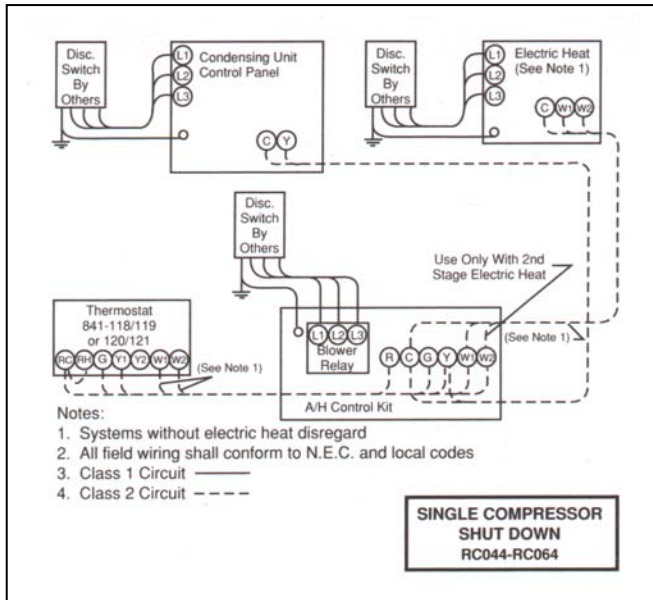 Disc.
Switch
By
Others
L1
L2
L3
Condensing Unit
Control Panel
C Y
Disc.
Switch
By
Others
L1
L2
L3
Electric Heat
(See Note 1)
C W1 W2
Disc.
Switch
By
Others
Use Only With 2nd
Stage Electric Heat
Thermostat
841-118/119
or 120/121
RC RH G Y1 Y2 W1 W2
(See Note 1)
L1 L2 L3
Blower
Relay
R C G Y W1 W2
(See Note 1)
A/H Control Kit
Notes:
1. Systems without electric heat disregard
2. All field wiring shall conform to N.E.C. and local codes
3. Class 1 Circuit
4. Class 2 Circuit
SINGLE COMPRESSOR
SHUT DOWN
RC044-RC064